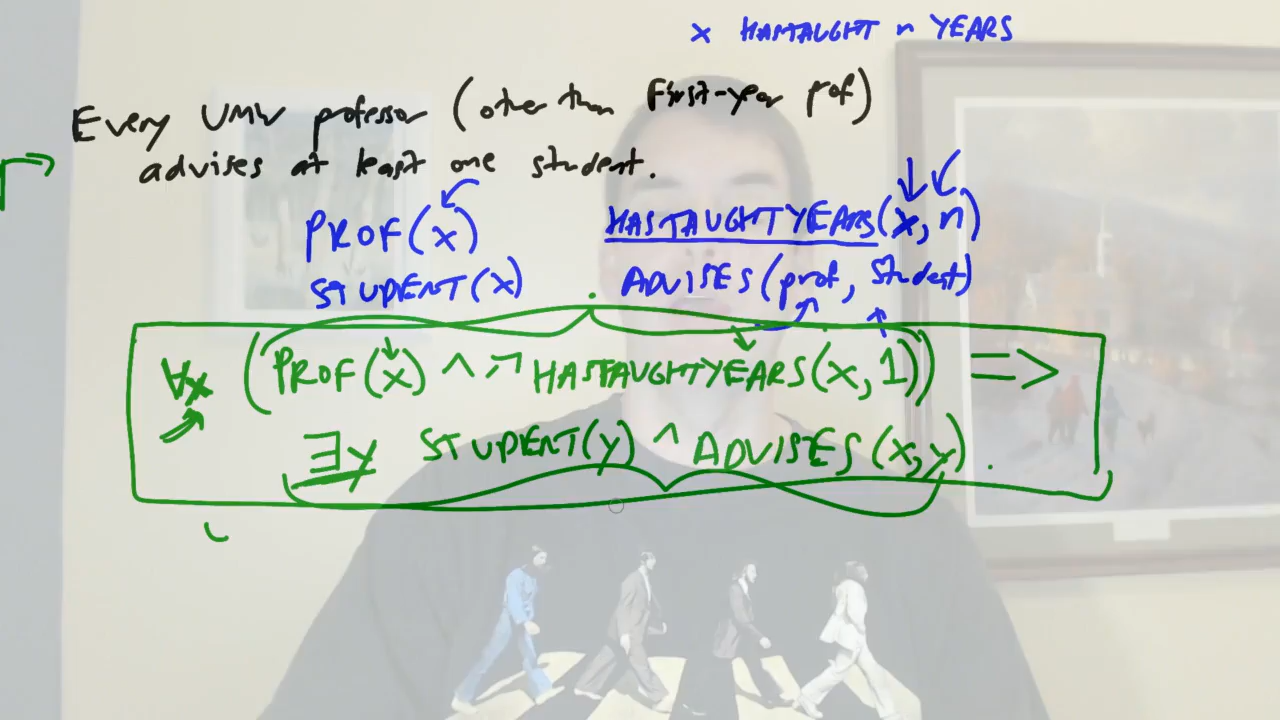 x HASTAUGHT n YEARS
Every UMW professor (other than first-year prof)
advises at least one student.
PROF(x) HASTAUGHTYEARS(x, n)
STUDENT(x) ADVISES(prof, student)
∀x (PROF(x) ∧ ¬HASTAUGHTYEARS(x, 1)) =>
∃y STUDENT(y) ∧ ADVISES(x,y).